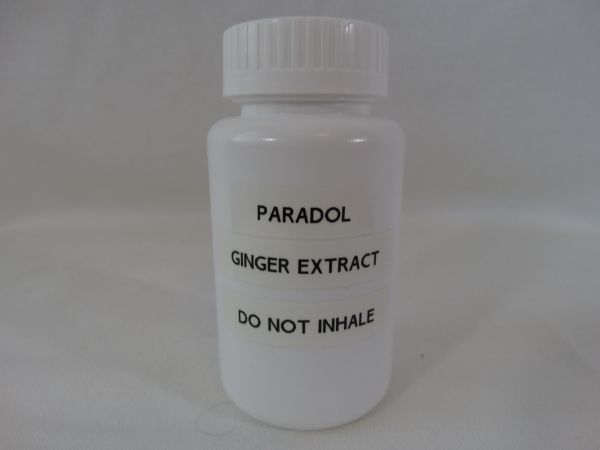 PARADOL
GINGER EXTRACT
DO NOT INHALE